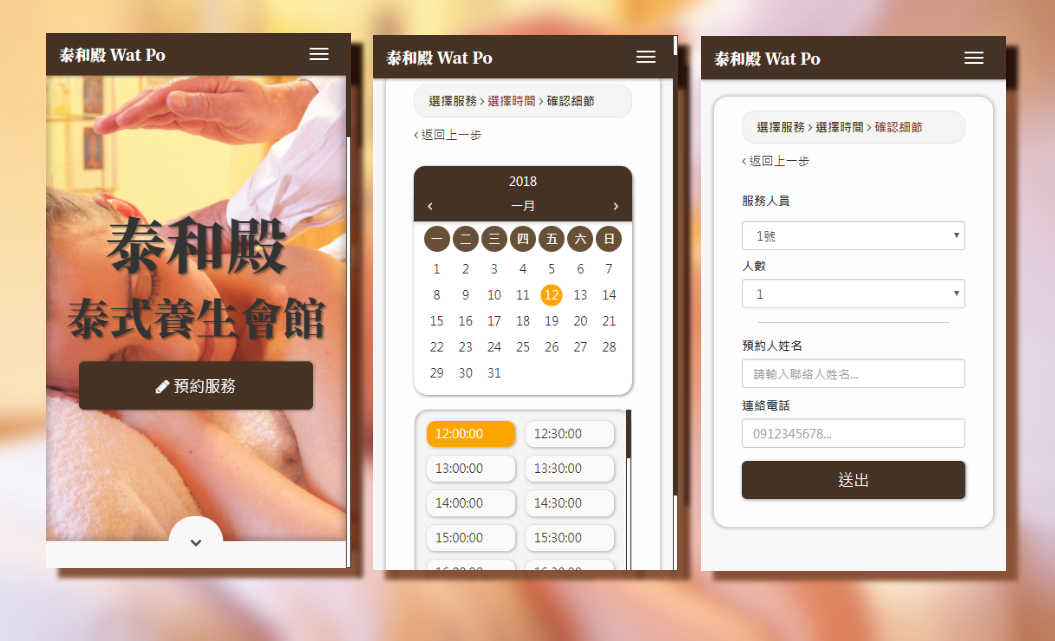 泰和殿 Wat Po
泰和殿
泰式養生會館
預約服務
泰和殿 Wat Po
選擇服務 > 選擇時間 > 確認細節
< 返回上一步
2018
< 一月 >
一 二 三 四 五 六 日
1 2 3 4 5 6 7
8 9 10 11 12 13 14
15 16 17 18 19 20 21
22 23 24 25 26 27 28
29 30 31
12:00:00 12:30:00
13:00:00 13:30:00
14:00:00 14:30:00
15:00:00 15:30:00
泰和殿 Wat Po
選擇服務 > 選擇時間 > 確認細節
< 返回上一步
服務人員
1號
人數
1
預約人姓名
請輸入聯絡人姓名...
連絡電話
0912345678...
送出